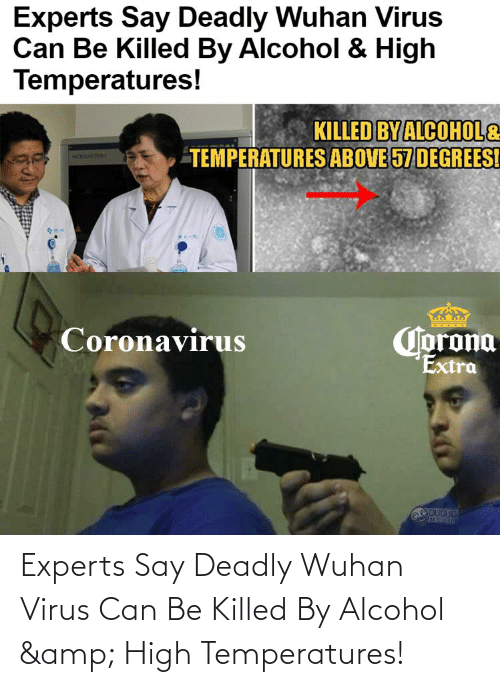 Experts Say Deadly Wuhan Virus
Can Be Killed By Alcohol & High
Temperatures!
KILLED BY ALCOHOL &
TEMPERATURES ABOVE 57 DEGREES!
Coronavirus
Corona
Extra
Experts Say Deadly Wuhan
Virus Can Be Killed By Alcohol
&amp; High Temperatures!